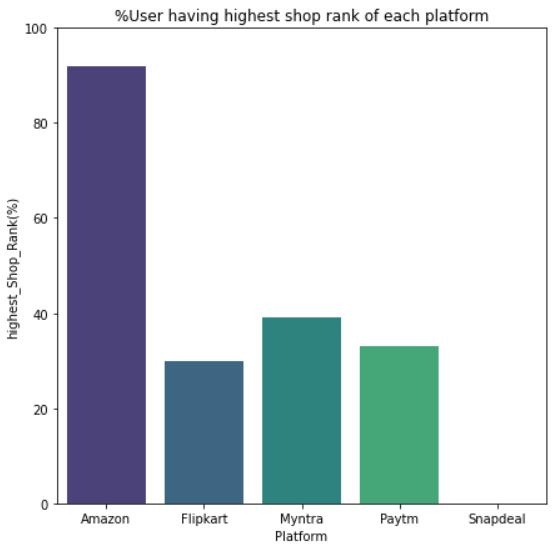 %User having highest shop rank of each platform
100
80
60
40
20
0
highest_Shop_Rank(%)
Amazon Flipkart Myntra Paytm Snapdeal
Platform